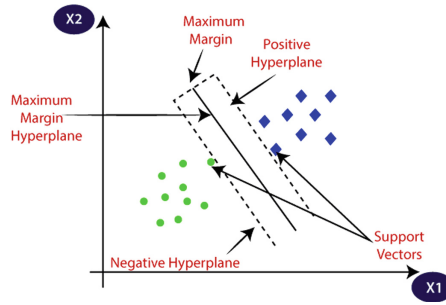 X2
Maximum
Margin
Positive
Hyperplane
Maximum
Margin
Hyperplane
Support
Vectors
Negative Hyperplane
X1